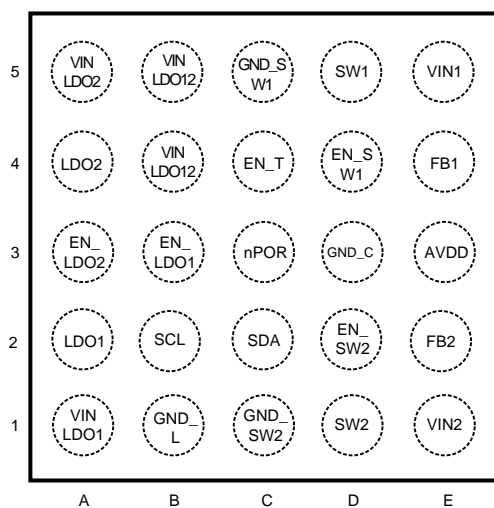 5
VIN
LDO2
VIN
LDO12
GND_S
W1
SW1
VIN1
4
LDO2
VIN
LDO12
EN_T
EN_S
W1
FB1
3
EN_
LDO2
EN_
LDO1
nPOR
GND_C
AVDD
2
LDO1
SCL
SDA
EN_
SW2
FB2
1
VIN
LDO1
GND_
L
GND_
SW2
SW2
VIN2
A B C D E